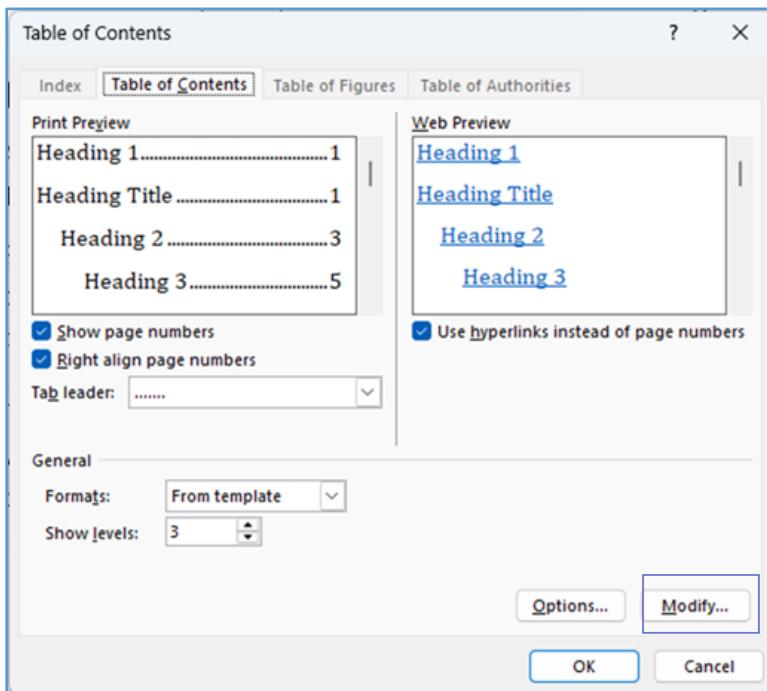 Table of Contents ? ×
Index Table of Contents Table of Figures Table of Authorities
Print Preview
Heading 1..............................................1
Heading Title.......................................1
Heading 2..........................................3
Heading 3.....................................5
Show page numbers
Right align page numbers
Tab leader: .......
Web Preview
Heading 1
Heading Title
Heading 2
Heading 3
Use hyperlinks instead of page numbers
General
Formats: From template
Show levels: 3
Options... Modify...
OK Cancel